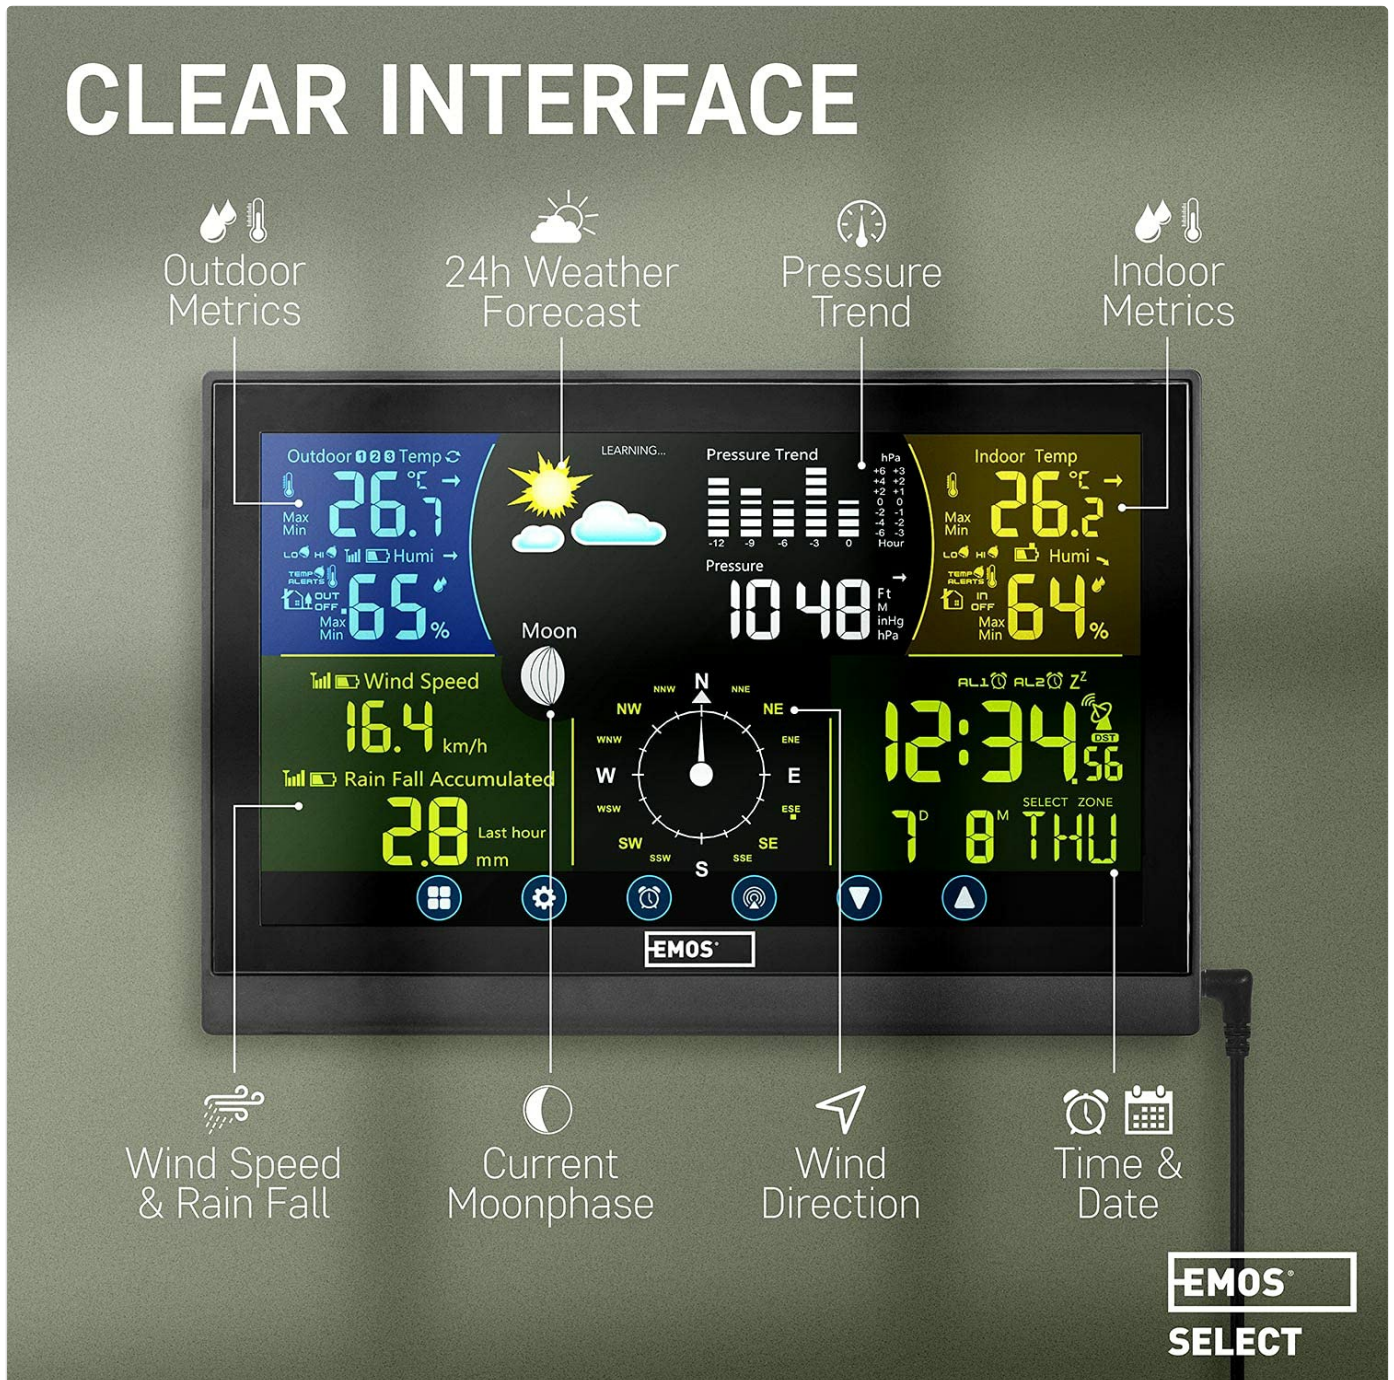 CLEAR INTERFACE
Outdoor
Metrics
24h Weather
Forecast
Pressure
Trend
Indoor
Metrics
Outdoor 1 2 3 Temp
26.7 °C
Max
Min
LO HI Humi
TEMP
ALERTS
OUT
OFF
65 %
Max
Min
LEARNING...
Moon
Pressure Trend
hPa
+6 +3
+4 +2
+2 +1
0 0
-2 -1
-4 -2
-6 -3
-12 -9 -6 -3 0 Hour
Pressure
1048
Ft
M
inHg
hPa
Indoor Temp
26.2 °C
Max
Min
LO HI Humi
TEMP
ALERTS
IN
OFF
64 %
Max
Min
Wind Speed
16.4 km/h
Rain Fall Accumulated
2.8 Last hour
mm
N
NNW NNE
NW NE
WNW ENE
W E
WSW ESE
SW SE
SSW SSE
S
AL1 AL2 Zz
12:34.56
DST
SELECT ZONE
7 D 8 M THU
EMOS
Wind Speed
& Rain Fall
Current
Moonphase
Wind
Direction
Time &
Date
EMOS®
SELECT